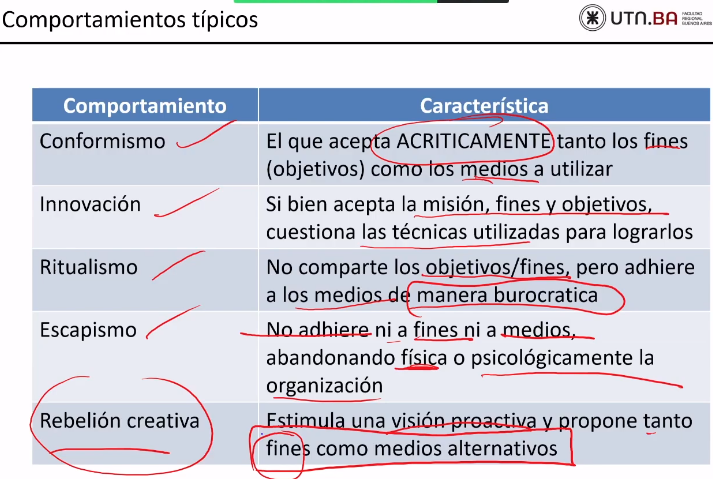 Comportamientos típicos
UTN.BA
FACULTAD
REGIONAL
BUENOS AIRES
Comportamiento Característica
Conformismo El que acepta ACRITICAMENTE tanto los fines
(objetivos) como los medios a utilizar
Innovación Si bien acepta la misión, fines y objetivos,
cuestiona las técnicas utilizadas para lograrlos
Ritualismo No comparte los objetivos/fines, pero adhiere
a los medios de manera burocratica
Escapismo No adhiere ni a fines ni a medios,
abandonando física o psicológicamente la
organización
Rebelión creativa Estimula una visión proactiva y propone tanto
fines como medios alternativos